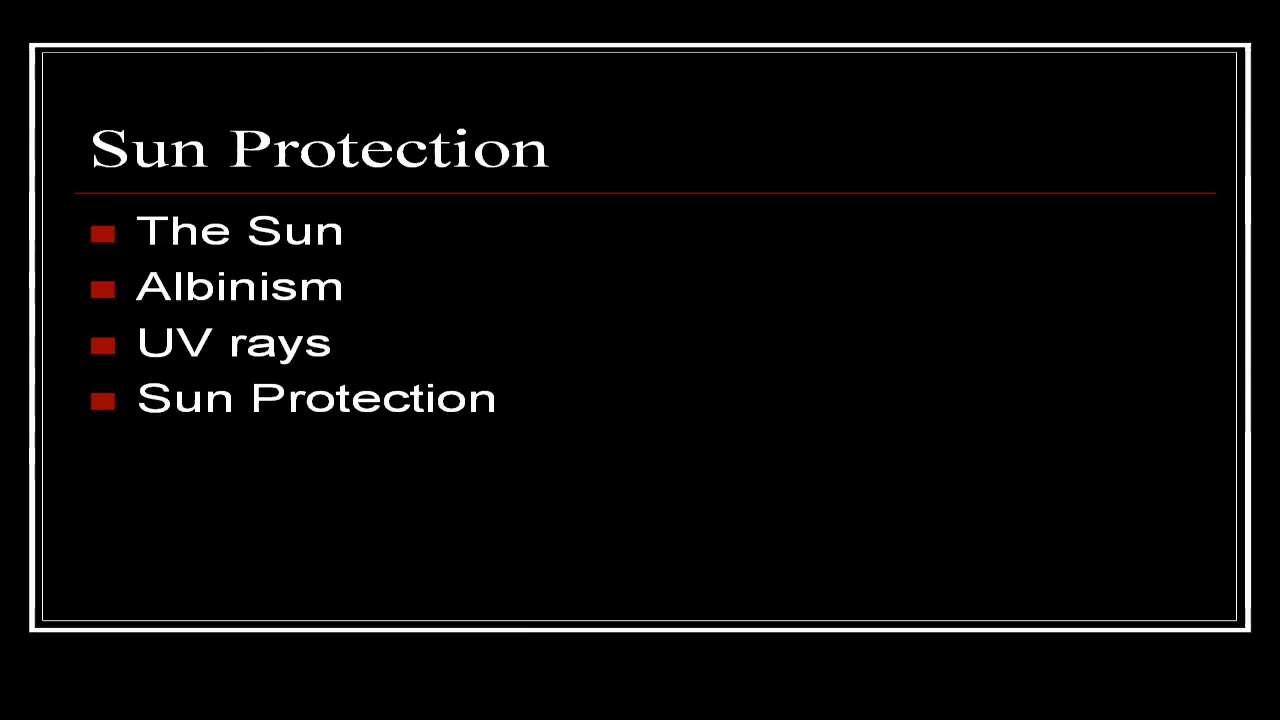 Sun Protection
The Sun
Albinism
UV rays
Sun Protection